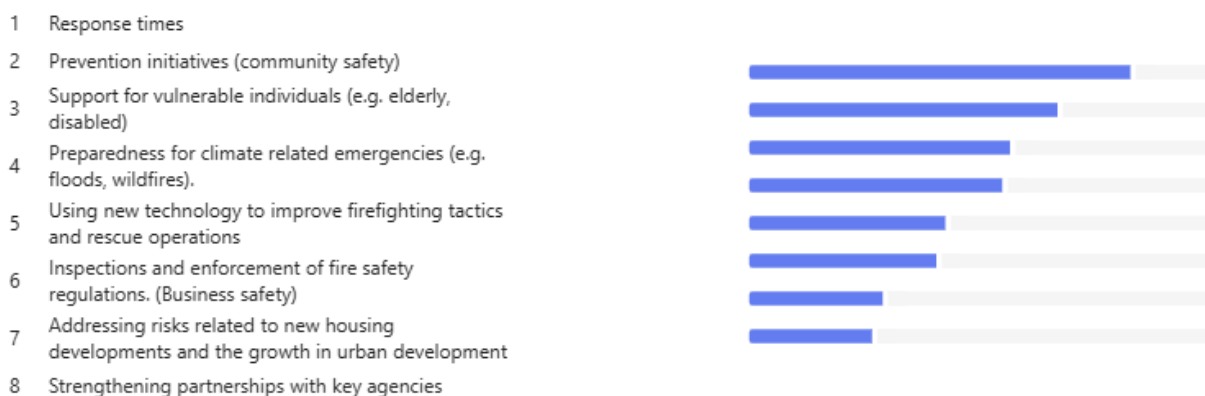 1 Response times
2 Prevention initiatives (community safety)
3 Support for vulnerable individuals (e.g. elderly,
disabled)
4 Preparedness for climate related emergencies (e.g.
floods, wildfires).
5 Using new technology to improve firefighting tactics
and rescue operations
6 Inspections and enforcement of fire safety
regulations. (Business safety)
7 Addressing risks related to new housing
developments and the growth in urban development
8 Strengthening partnerships with key agencies